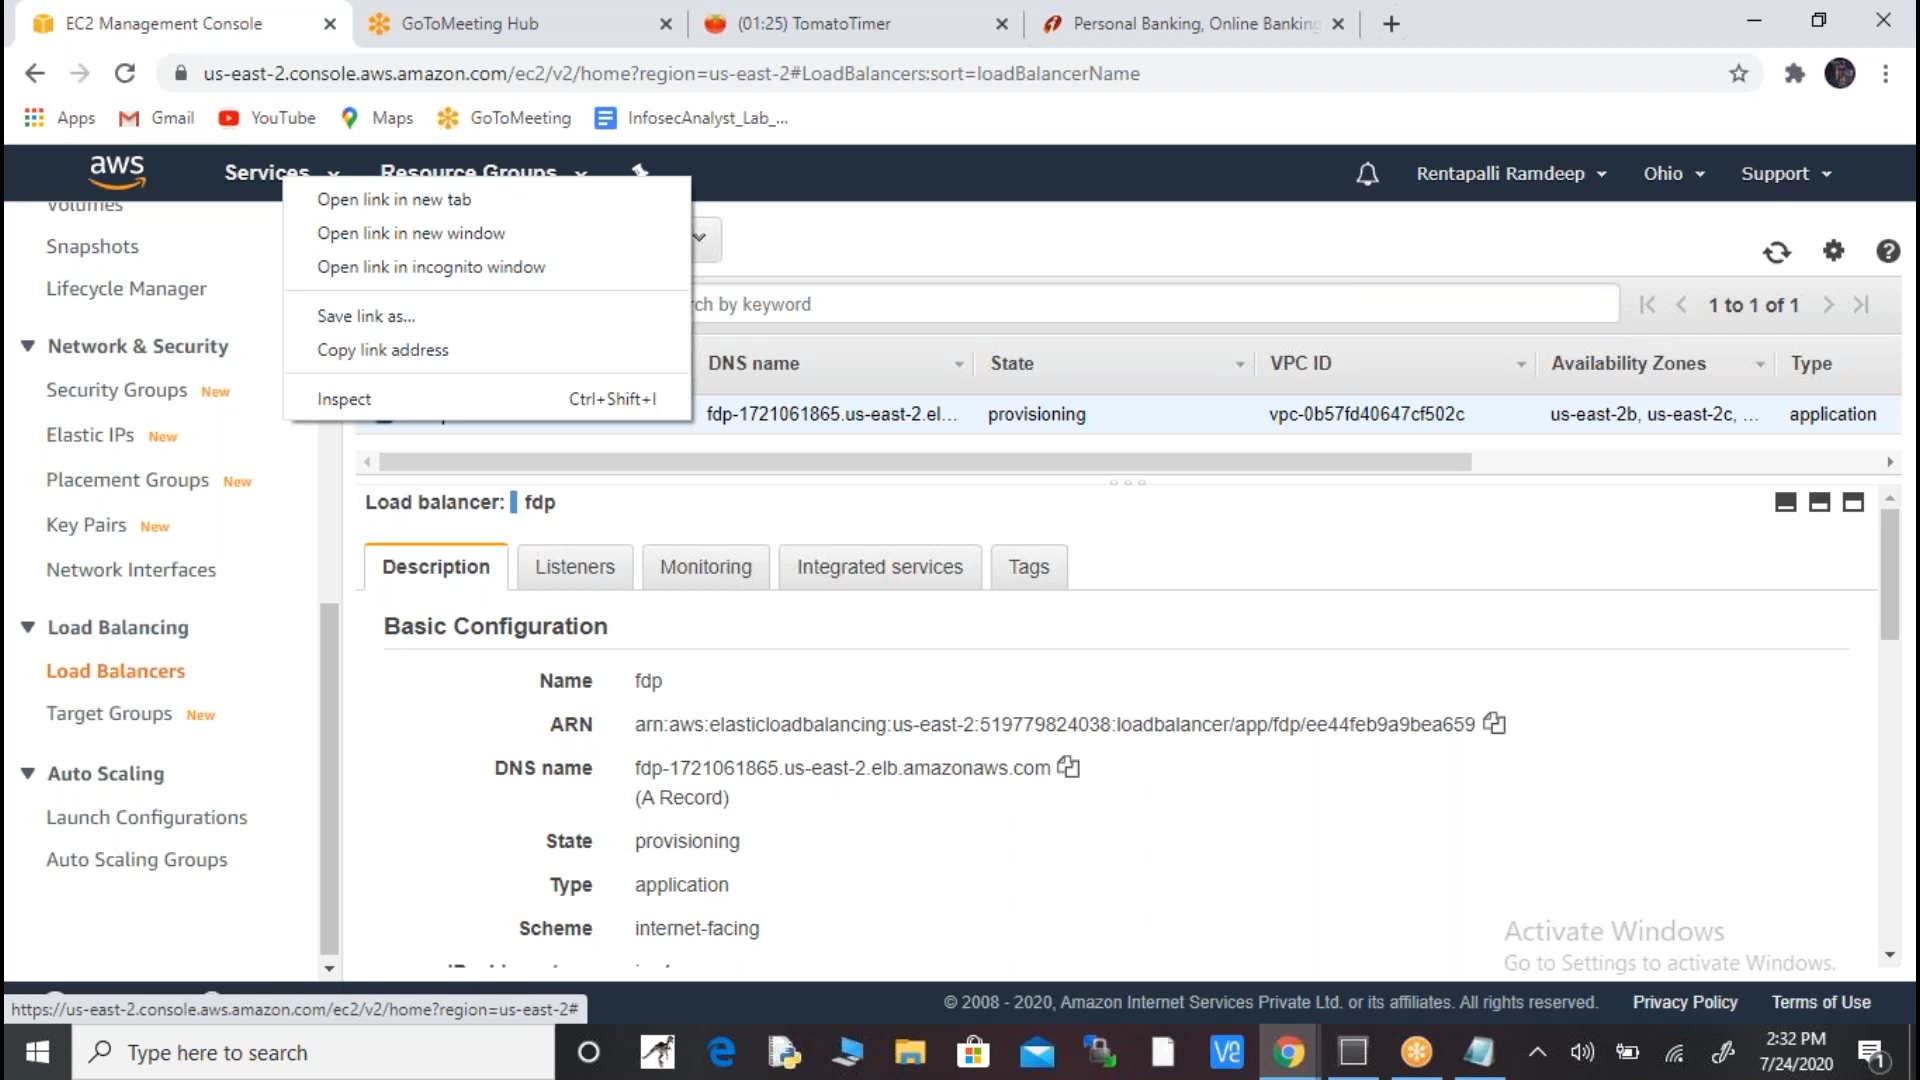 EC2 Management Console
GoToMeeting Hub
(01:25) TomatoTimer
Personal Banking, Online Banking
us-east-2.console.aws.amazon.com/ec2/v2/home?region=us-east-2#LoadBalancers:sort=loadBalancerName
Apps
Gmail
YouTube
Maps
GoToMeeting
InfosecAnalyst_Lab_...
aws
Services
Resource Groups
Rentapalli Ramdeep
Ohio
Support
Volumes
Snapshots
Lifecycle Manager
Network & Security
Security Groups New
Elastic IPs New
Placement Groups New
Key Pairs New
Network Interfaces
Load Balancing
Load Balancers
Target Groups New
Auto Scaling
Launch Configurations
Auto Scaling Groups
Open link in new tab
Open link in new window
Open link in incognito window
Save link as...
Copy link address
Inspect Ctrl+Shift+I
ch by keyword
1 to 1 of 1
DNS name State VPC ID Availability Zones Type
fdp-1721061865.us-east-2.el... provisioning vpc-0b57fd40647cf502c us-east-2b, us-east-2c, ... application
Load balancer: fdp
Description Listeners Monitoring Integrated services Tags
Basic Configuration
Name fdp
ARN arn:aws:elasticloadbalancing:us-east-2:519779824038:loadbalancer/app/fdp/ee44feb9a9bea659
DNS name fdp-1721061865.us-east-2.elb.amazonaws.com
(A Record)
State provisioning
Type application
Scheme internet-facing
Activate Windows
Go to Settings to activate Windows.
https://us-east-2.console.aws.amazon.com/ec2/v2/home?region=us-east-2#
© 2008 - 2020, Amazon Internet Services Private Ltd. or its affiliates. All rights reserved. Privacy Policy Terms of Use
Type here to search
2:32 PM
7/24/2020
1